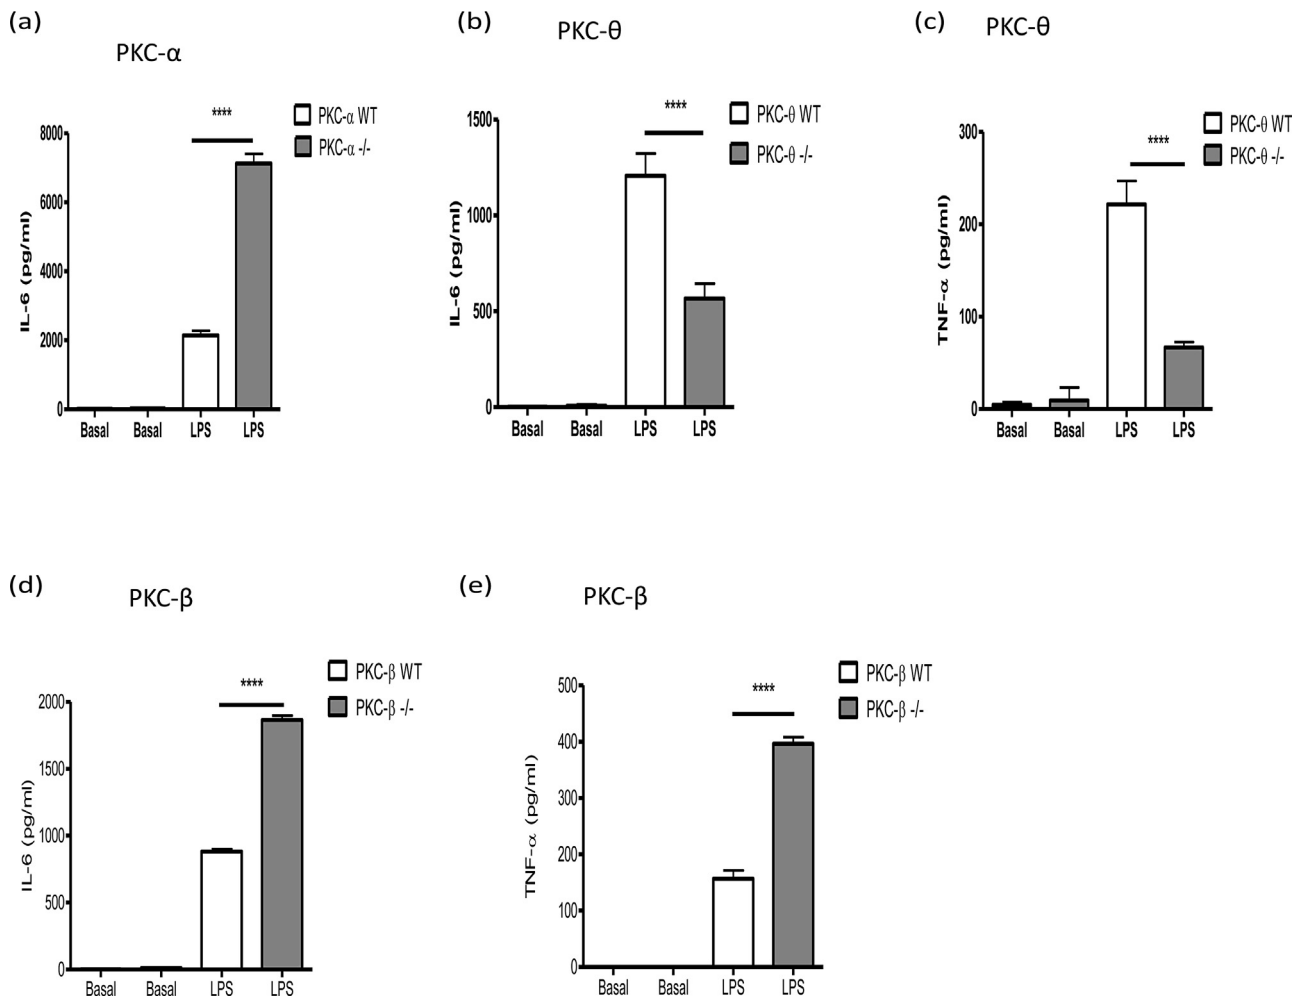 (a)
PKC-α
****
PKC-α WT
PKC-α -/-
8000
6000
4000
2000
0
IL-6 (pg/ml)
Basal Basal LPS LPS
(b)
PKC-θ
****
PKC-θ WT
PKC-θ -/-
1500
1000
500
0
IL-6 (pg/ml)
Basal Basal LPS LPS
(c)
PKC-θ
****
PKC-θ WT
PKC-θ -/-
300
200
100
0
TNF-α (pg/ml)
Basal Basal LPS LPS
(d)
PKC-β
****
PKC-β WT
PKC-β -/-
2000
1500
1000
500
0
IL-6 (pg/ml)
Basal Basal LPS LPS
(e)
PKC-β
****
PKC-β WT
PKC-β -/-
500
400
300
200
100
0
TNF-α (pg/ml)
Basal Basal LPS LPS